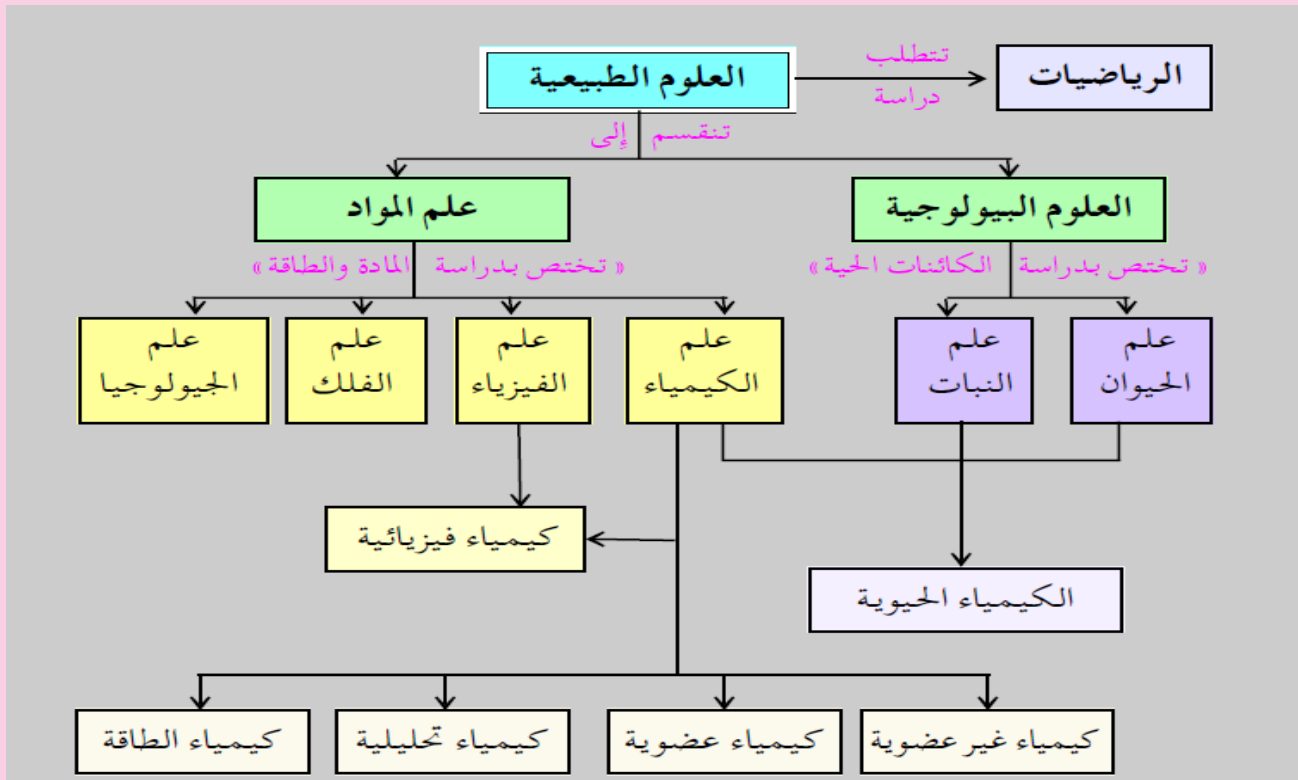 العلوم الطبيعية
تتطلب
دراسة
الرياضيات
تنقسم إلى
العلوم البيولوجية
علم المواد
« تختص بدراسة الكائنات الحية »
« تختص بدراسة المادة والطاقة »
علم
الحيوان
علم
النبات
علم
الكيمياء
علم
الفيزياء
علم
الفلك
علم
الجيولوجيا
كيمياء فيزيائية
الكيمياء الحيوية
كيمياء غير عضوية
كيمياء عضوية
كيمياء تحليلية
كيمياء الطاقة